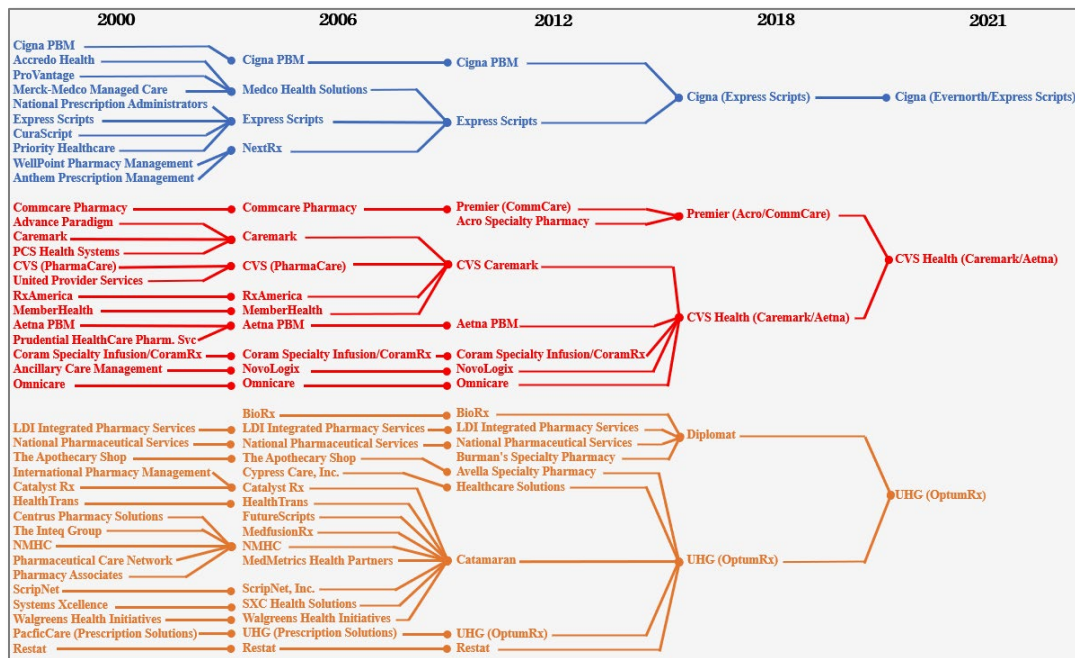 2000 2006 2012 2018 2021
Cigna PBM
Accredo Health
ProVantage
Merck-Medco Managed Care
National Prescription Administrators
Express Scripts
CuraScript
Priority Healthcare
WellPoint Pharmacy Management
Anthem Prescription Management
Cigna PBM
Medco Health Solutions
Express Scripts
NextRx
Cigna PBM
Express Scripts
Cigna (Express Scripts)
Cigna (Evernorth/Express Scripts)
Commcare Pharmacy
Advance Paradigm
Caremark
PCS Health Systems
CVS (PharmaCare)
United Provider Services
RxAmerica
MemberHealth
Aetna PBM
Prudential HealthCare Pharm. Svc
Coram Specialty Infusion/CoramRx
Ancillary Care Management
Omnicare
Commcare Pharmacy
Caremark
CVS (PharmaCare)
RxAmerica
MemberHealth
Aetna PBM
Coram Specialty Infusion/CoramRx
NovoLogix
Omnicare
Premier (CommCare)
Acro Specialty Pharmacy
CVS Caremark
Aetna PBM
Coram Specialty Infusion/CoramRx
NovoLogix
Omnicare
Premier (Acro/CommCare)
CVS Health (Caremark/Aetna)
CVS Health (Caremark/Aetna)
LDI Integrated Pharmacy Services
National Pharmaceutical Services
The Apothecary Shop
International Pharmacy Management
Catalyst Rx
HealthTrans
Centrus Pharmacy Solutions
The Inteq Group
NMHC
Pharmaceutical Care Network
Pharmacy Associates
ScripNet
Systems Xcellence
Walgreens Health Initiatives
PacficCare (Prescription Solutions)
Restat
BioRx
LDI Integrated Pharmacy Services
National Pharmaceutical Services
The Apothecary Shop
Cypress Care, Inc.
Catalyst Rx
HealthTrans
FutureScripts
MedfusionRx
NMHC
MedMetrics Health Partners
ScripNet, Inc.
SXC Health Solutions
Walgreens Health Initiatives
UHG (Prescription Solutions)
Restat
BioRx
LDI Integrated Pharmacy Services
National Pharmaceutical Services
Burman's Specialty Pharmacy
Avella Specialty Pharmacy
Healthcare Solutions
Catamaran
UHG (OptumRx)
Restat
Diplomat
UHG (OptumRx)
UHG (OptumRx)